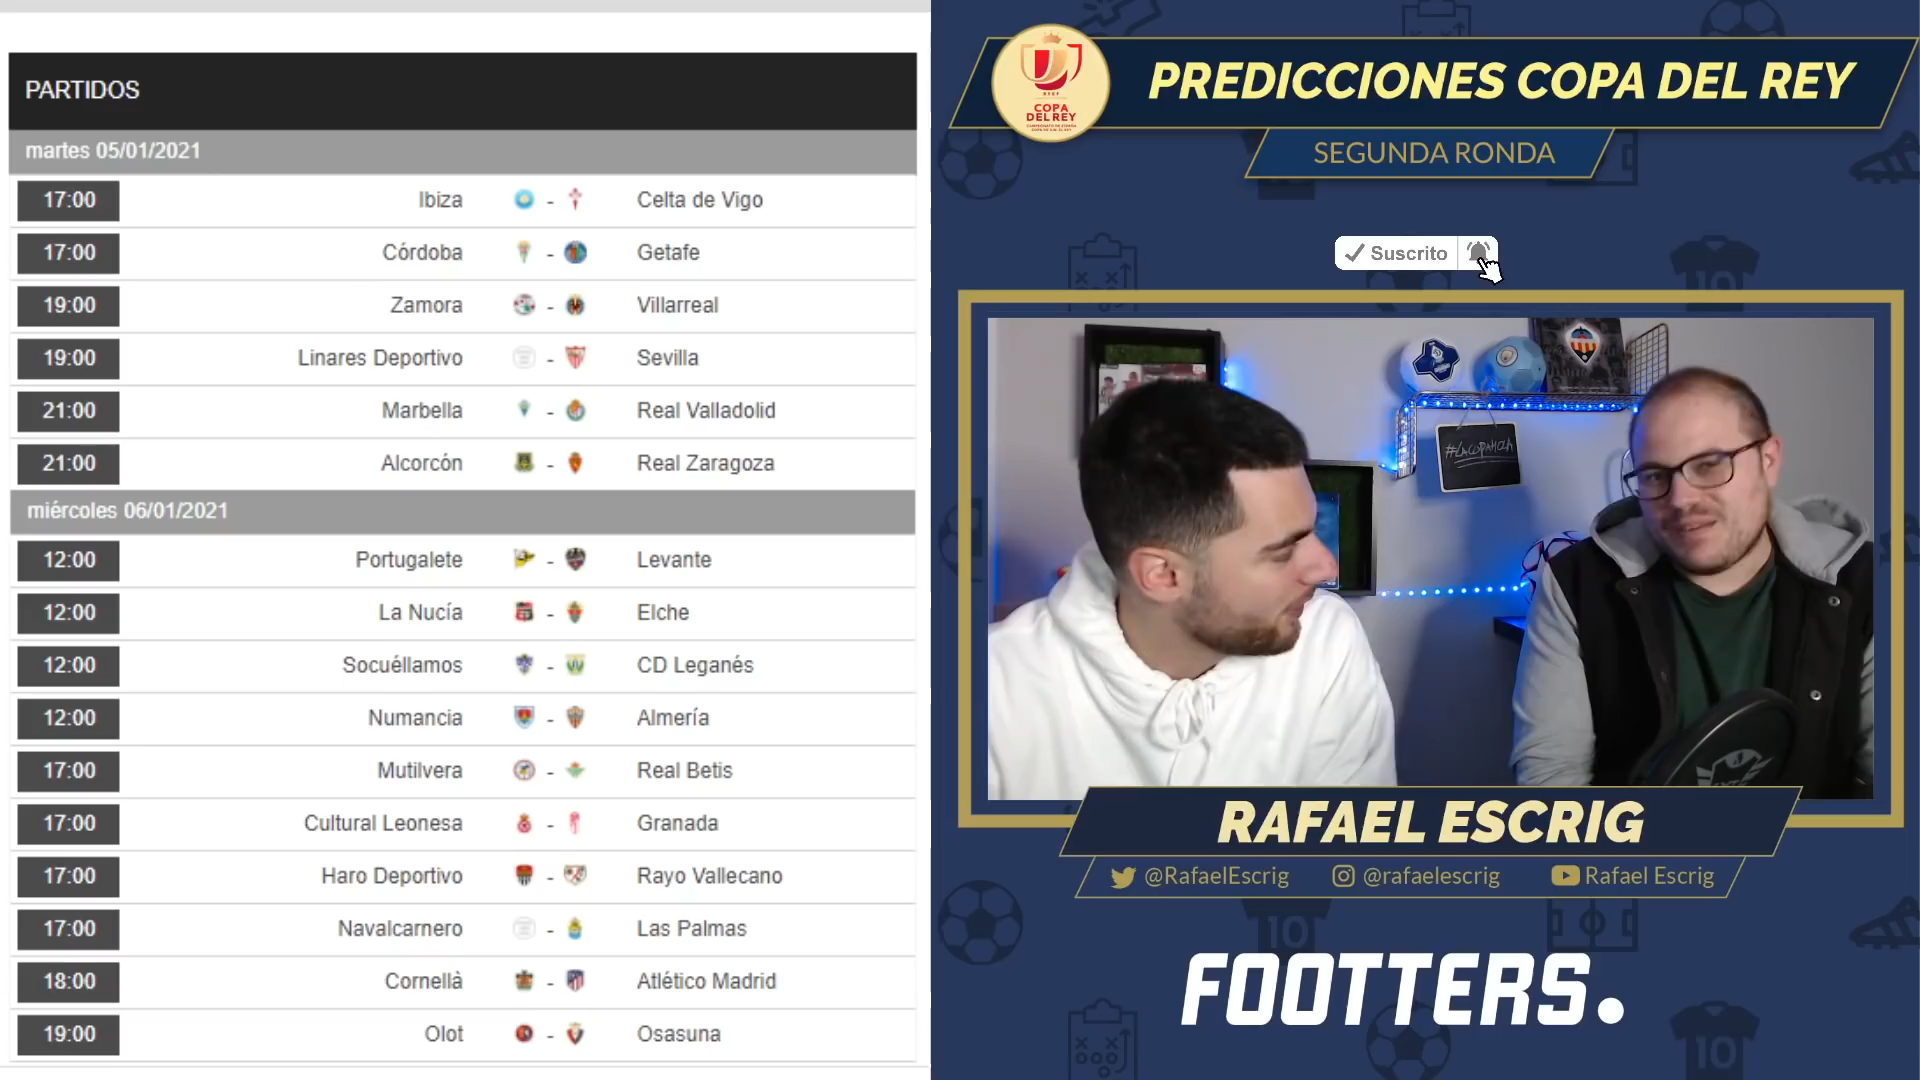 PARTIDOS
martes 05/01/2021
17:00 Ibiza - Celta de Vigo
17:00 Córdoba - Getafe
19:00 Zamora - Villarreal
19:00 Linares Deportivo - Sevilla
21:00 Marbella - Real Valladolid
21:00 Alcorcón - Real Zaragoza
miércoles 06/01/2021
12:00 Portugalete - Levante
12:00 La Nucía - Elche
12:00 Socuéllamos - CD Leganés
12:00 Numancia - Almería
17:00 Mutilvera - Real Betis
17:00 Cultural Leonesa - Granada
17:00 Haro Deportivo - Rayo Vallecano
17:00 Navalcarnero - Las Palmas
18:00 Cornellà - Atlético Madrid
19:00 Olot - Osasuna
COPA
DEL REY
PREDICCIONES COPA DEL REY
SEGUNDA RONDA
Suscrito
10
#LACOPAMOLA
RAFAEL ESCRIG
@RafaelEscrig @rafaelescrig Rafael Escrig
10
FOOTTERS.
10